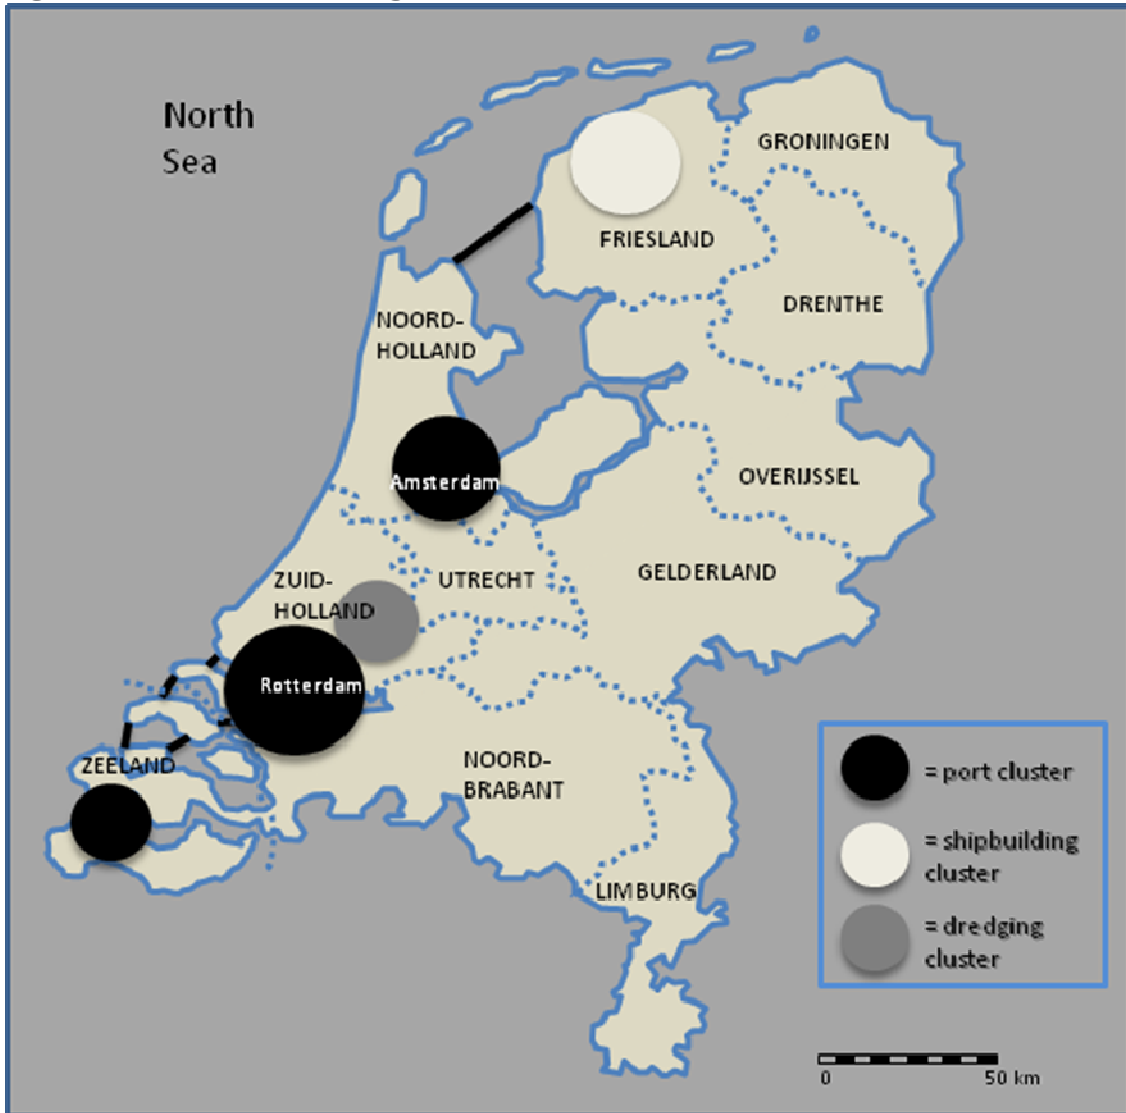 North
Sea
GRONINGEN
FRIESLAND
DRENTHE
NOORD-
HOLLAND
Amsterdam
OVERIJSSEL
ZUID-
HOLLAND
UTRECHT
GELDERLAND
Rotterdam
ZEELAND
NOORD-
BRABANT
LIMBURG
= port cluster
= shipbuilding
cluster
= dredging
cluster
0 50 km